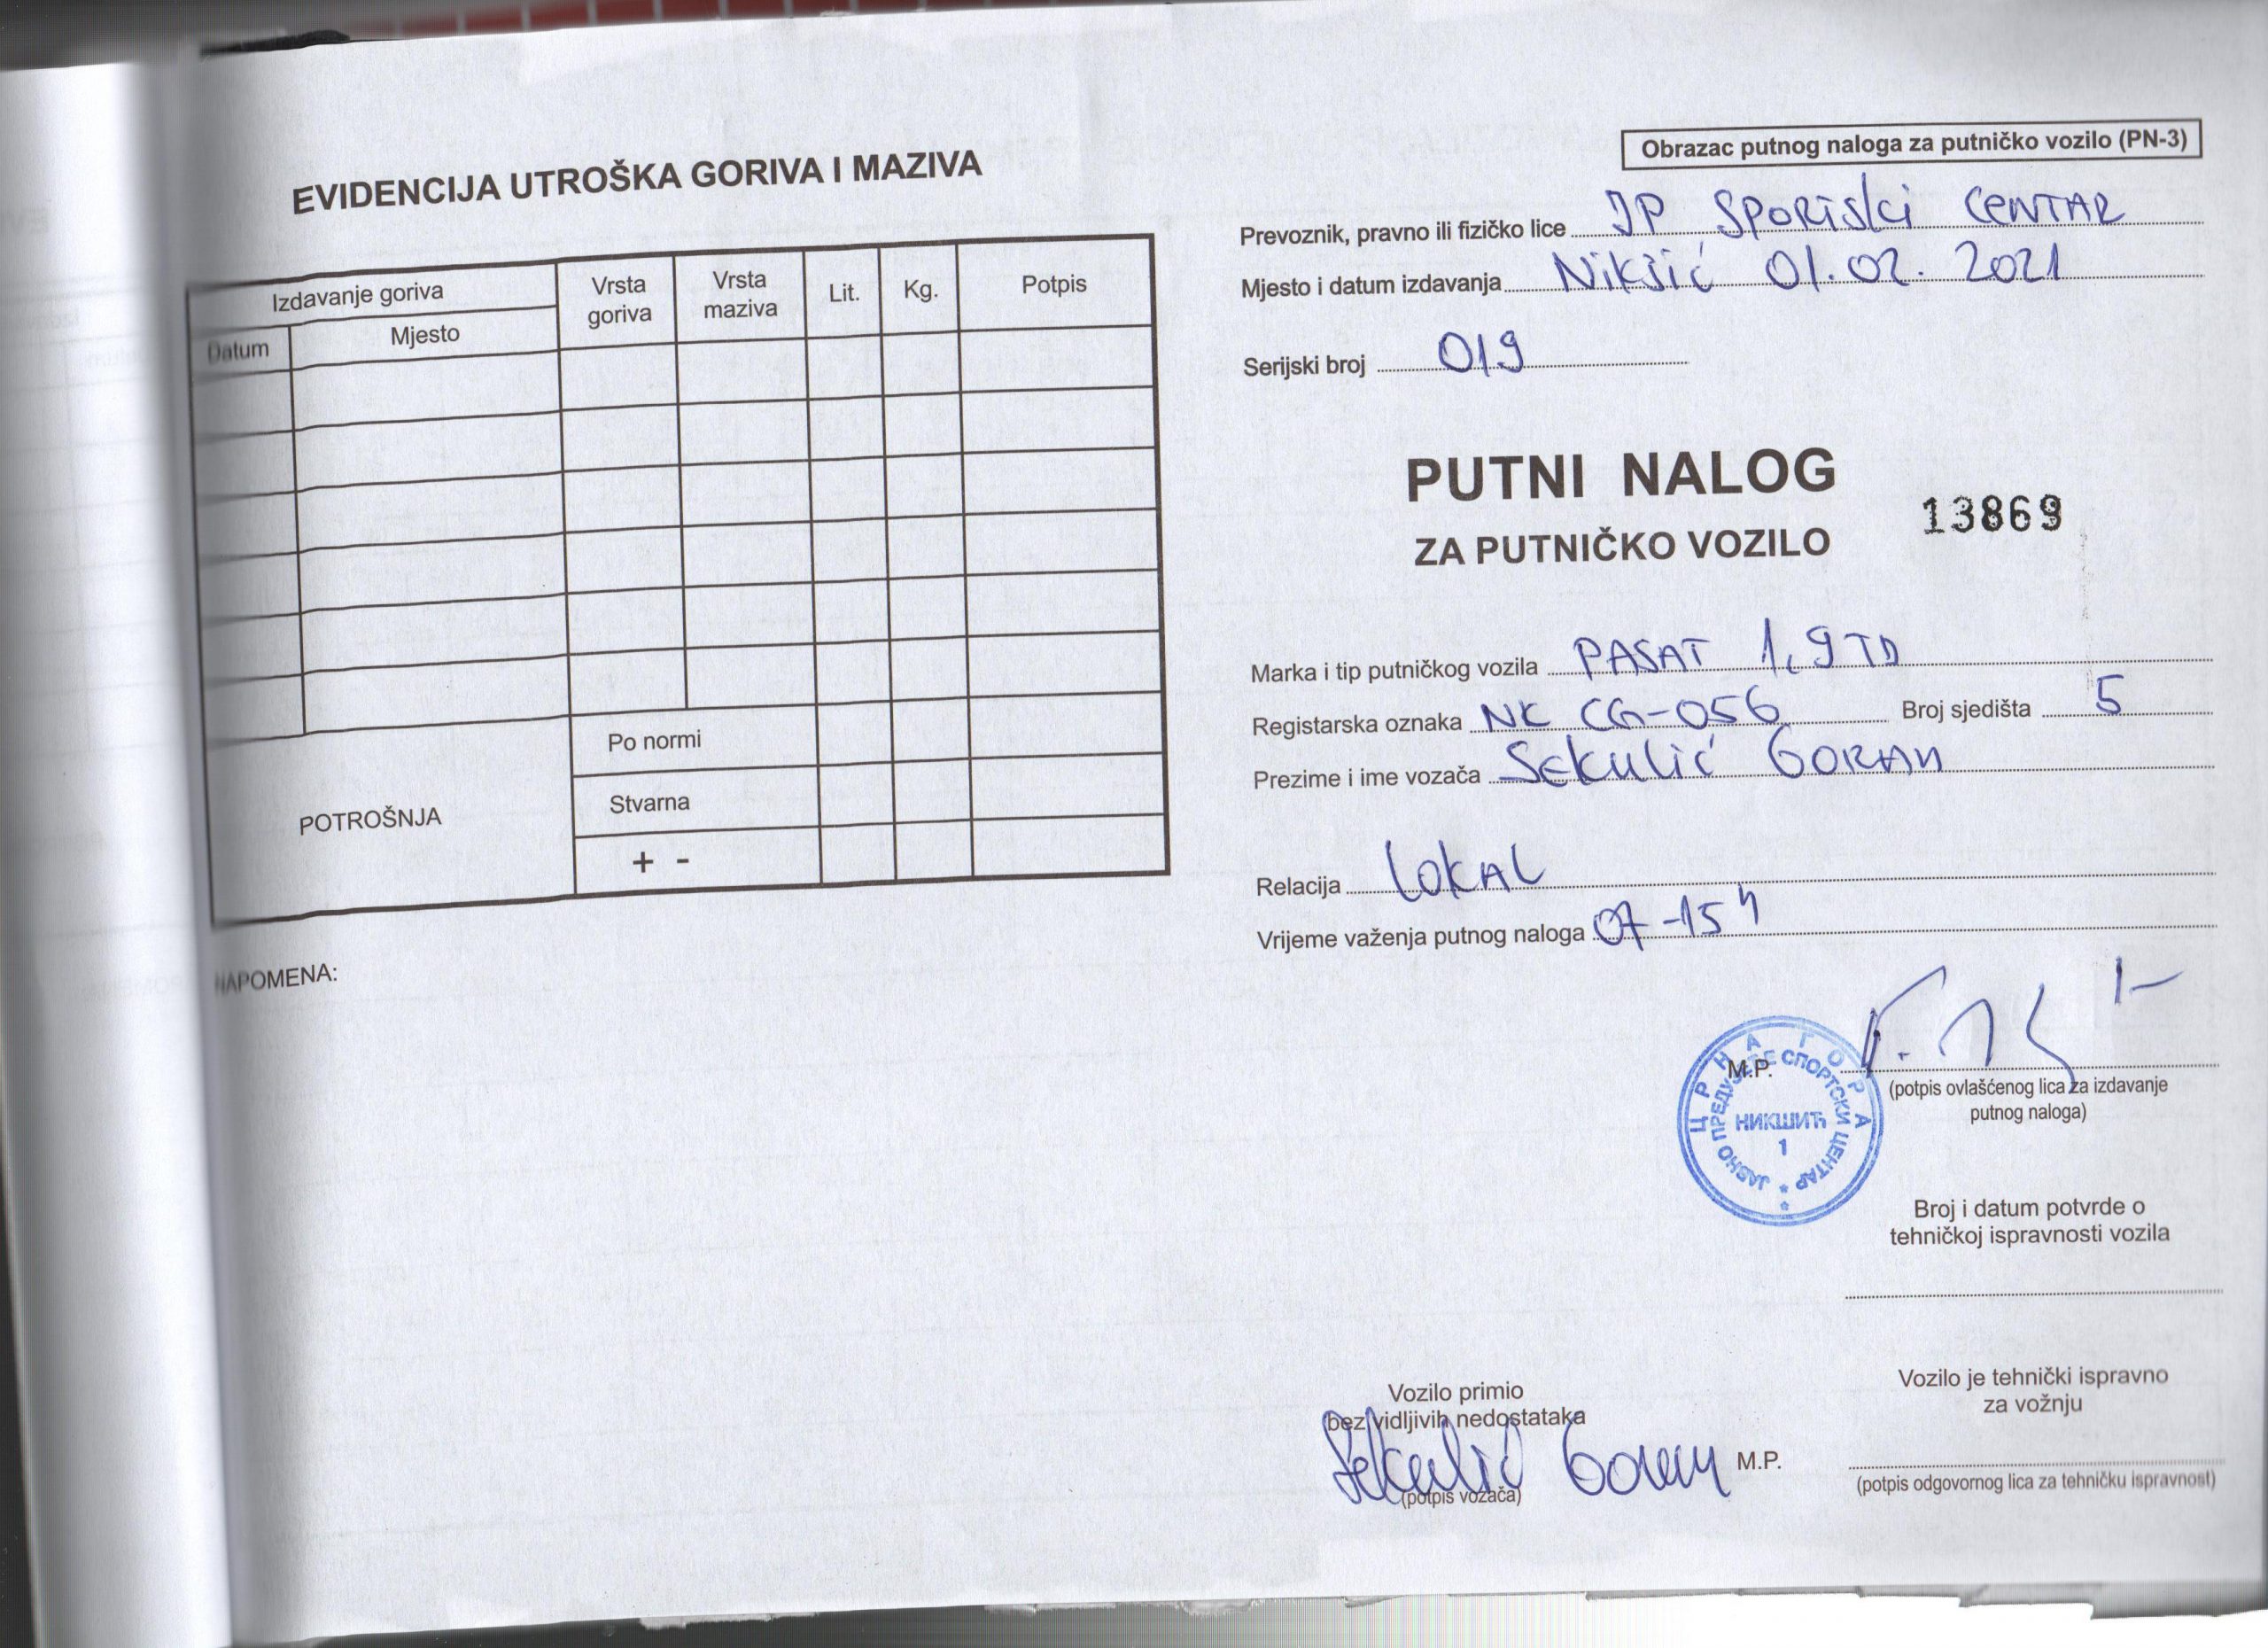 EVIDENCIJA UTROŠKA GORIVA I MAZIVA
Izdavanje goriva
Datum
Mjesto
Vrsta goriva
Vrsta maziva
Lit.
Kg.
Potpis
POTROŠNJA
Po normi
Stvarna
+ -
NAPOMENA:
Obrazac putnog naloga za putničko vozilo (PN-3)
Prevoznik, pravno ili fizičko lice JP SPORTSKI CENTAR
Mjesto i datum izdavanja Nikšić 01.02.2021
Serijski broj 019
PUTNI NALOG
ZA PUTNIČKO VOZILO
13869
Marka i tip putničkog vozila PASAT 1,9 TD
Registarska oznaka NK CG-056 Broj sjedišta 5
Prezime i ime vozača Sekulić GORAN
Relacija LOKAL
Vrijeme važenja putnog naloga 07-15 h
M.P.
ЦРНА ГОРА
ЈАВНО ПРЕДУЗЕЋЕ СПОРТСКИ ЦЕНТАР
НИКШИЋ
1
(potpis ovlašćenog lica za izdavanje
putnog naloga)
Broj i datum potvrde o
tehničkoj ispravnosti vozila
Vozilo primio
bez vidljivih nedostataka
Sekulić Goran
(potpis vozača)
M.P.
Vozilo je tehnički ispravno
za vožnju
(potpis odgovornog lica za tehničku ispravnost)